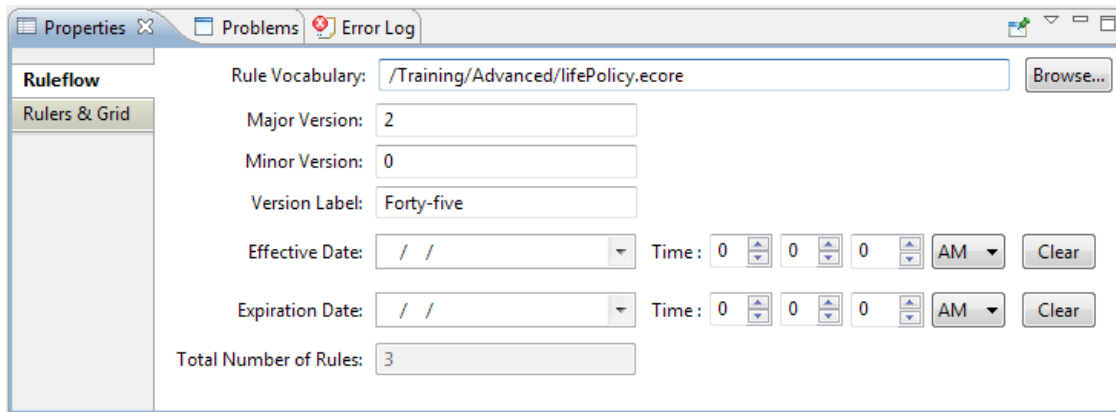 Properties Problems Error Log
Ruleflow
Rulers & Grid
Rule Vocabulary: /Training/Advanced/lifePolicy.ecore Browse...
Major Version: 2
Minor Version: 0
Version Label: Forty-five
Effective Date: / / Time : 0 0 0 AM Clear
Expiration Date: / / Time : 0 0 0 AM Clear
Total Number of Rules: 3